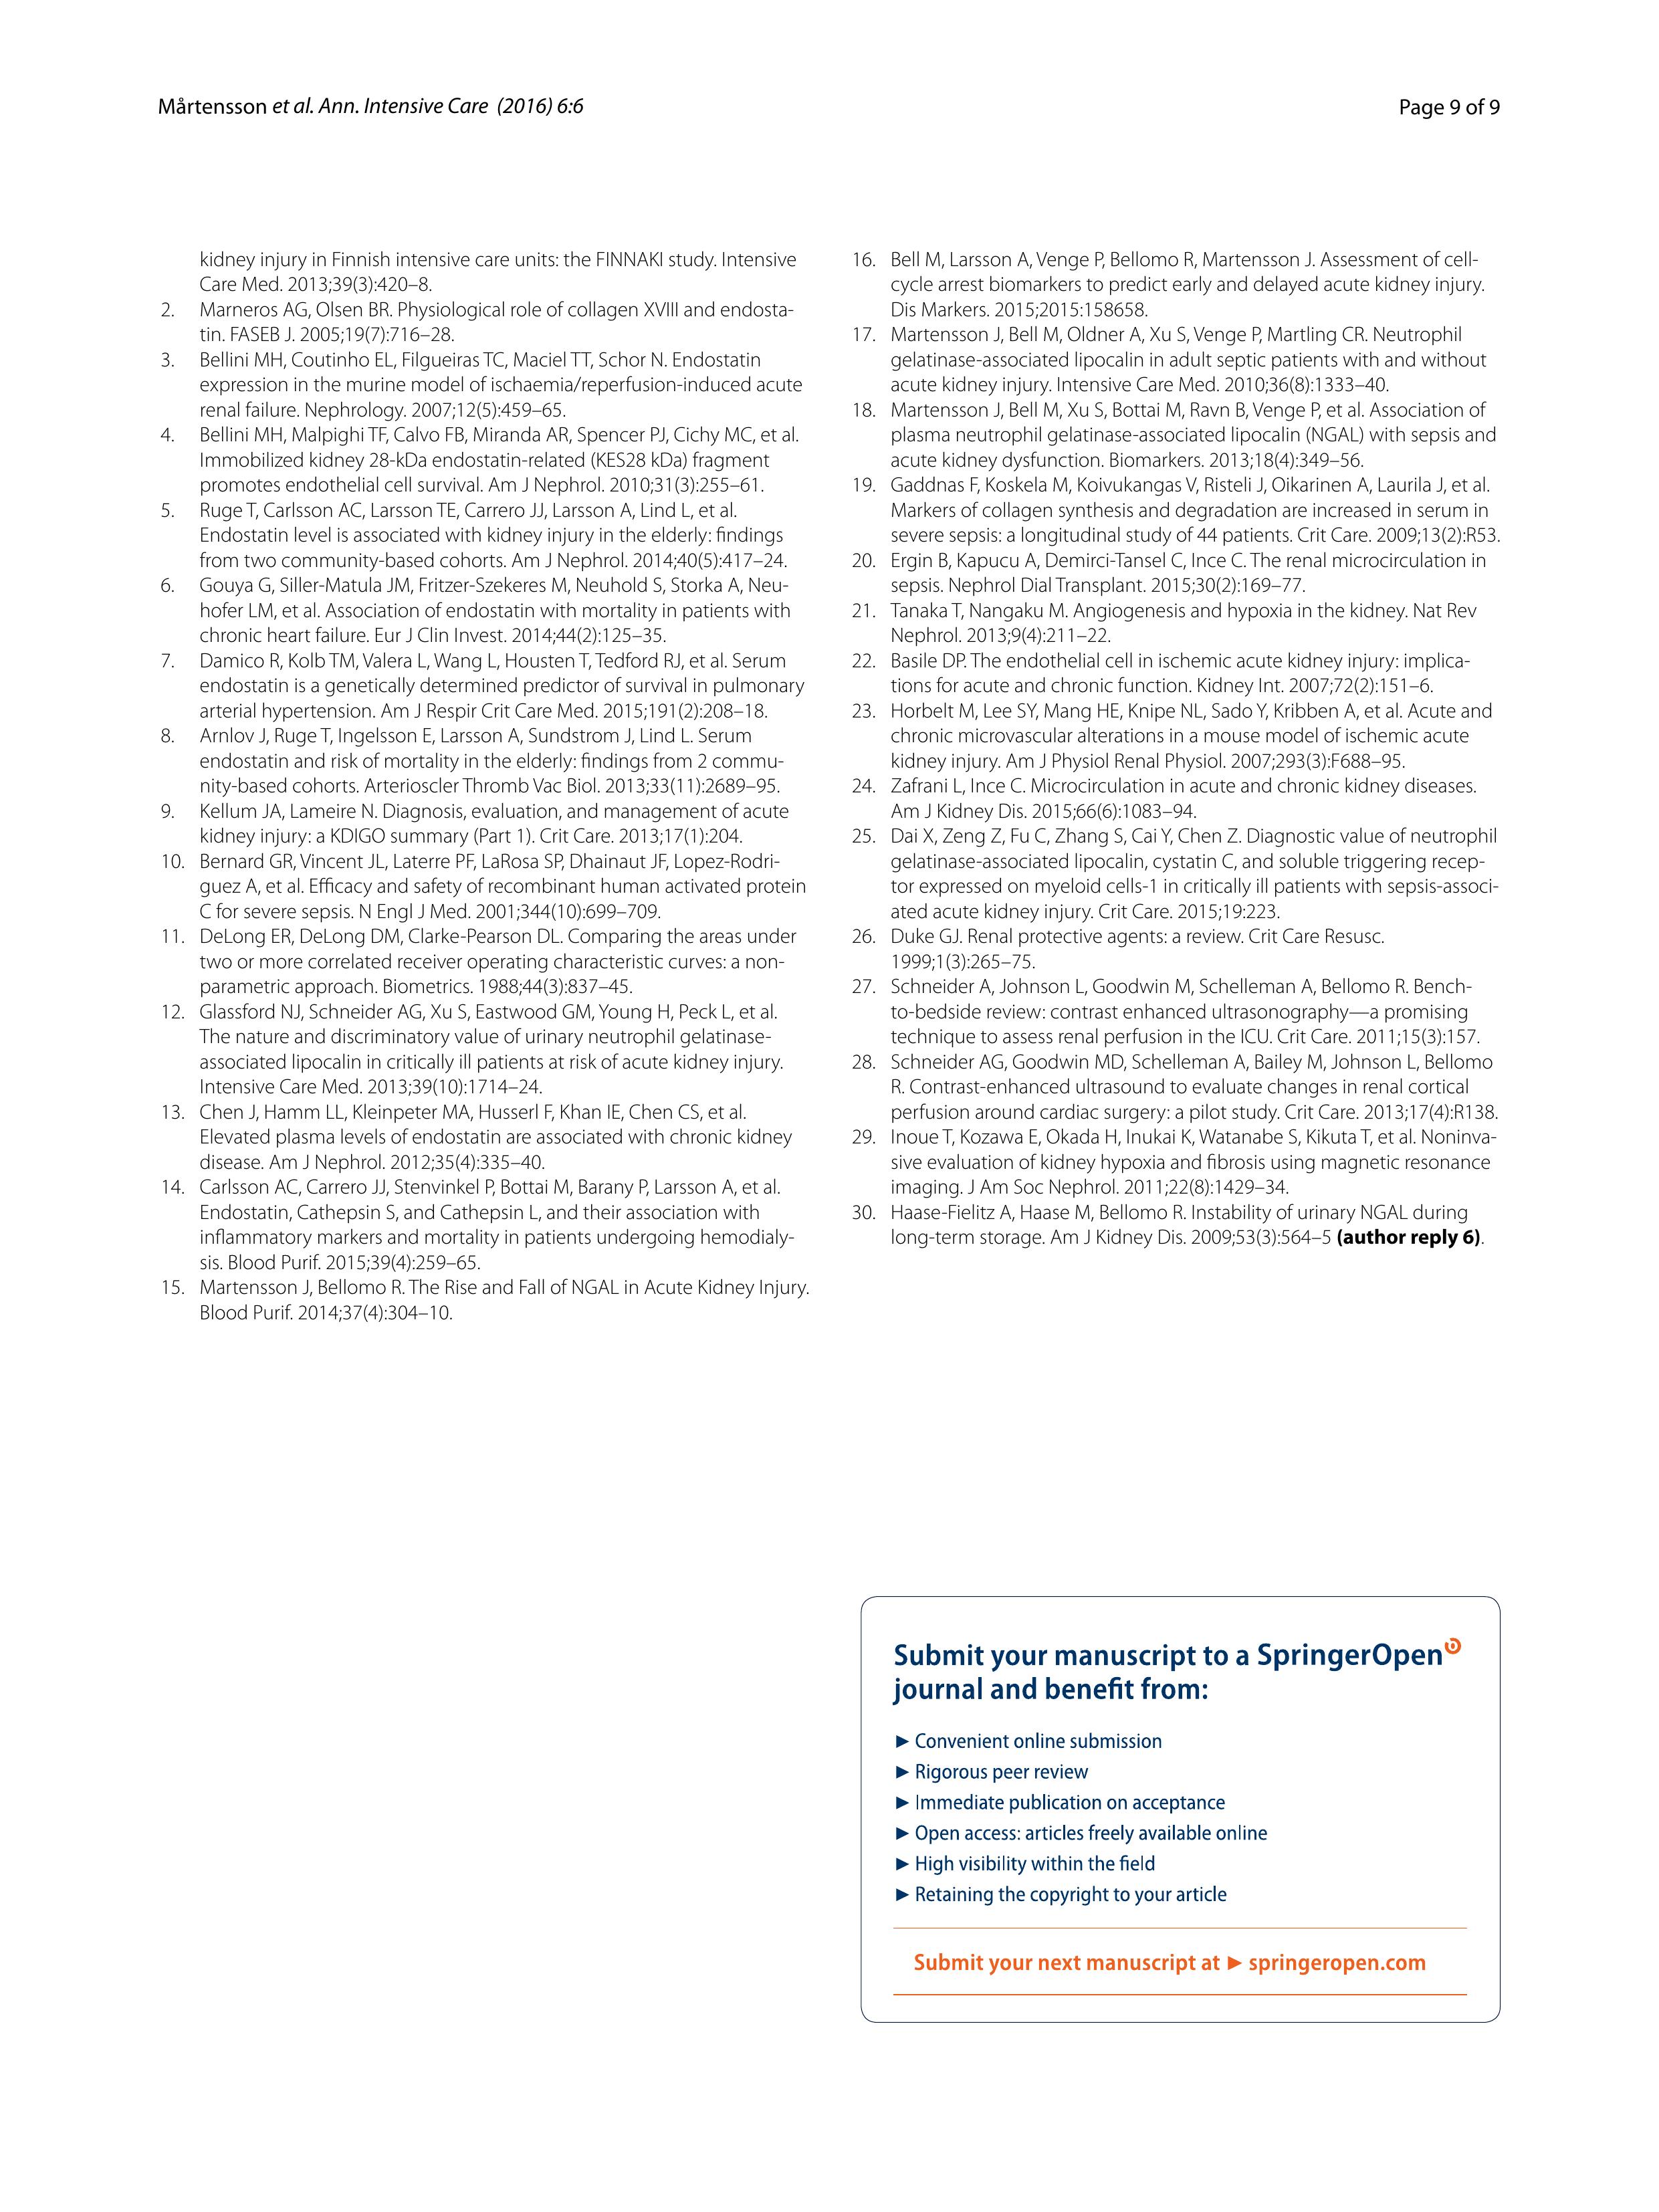 Mårtensson et al. Ann. Intensive Care (2016) 6:6
Page 9 of 9
kidney injury in Finnish intensive care units: the FINNAKI study. Intensive
Care Med. 2013;39(3):420–8.
2. Marneros AG, Olsen BR. Physiological role of collagen XVIII and endosta-
tin. FASEB J. 2005;19(7):716–28.
3. Bellini MH, Coutinho EL, Filgueiras TC, Maciel TT, Schor N. Endostatin
expression in the murine model of ischaemia/reperfusion-induced acute
renal failure. Nephrology. 2007;12(5):459–65.
4. Bellini MH, Malpighi TF, Calvo FB, Miranda AR, Spencer PJ, Cichy MC, et al.
Immobilized kidney 28-kDa endostatin-related (KES28 kDa) fragment
promotes endothelial cell survival. Am J Nephrol. 2010;31(3):255–61.
5. Ruge T, Carlsson AC, Larsson TE, Carrero JJ, Larsson A, Lind L, et al.
Endostatin level is associated with kidney injury in the elderly: findings
from two community-based cohorts. Am J Nephrol. 2014;40(5):417–24.
6. Gouya G, Siller-Matula JM, Fritzer-Szekeres M, Neuhold S, Storka A, Neu-
hofer LM, et al. Association of endostatin with mortality in patients with
chronic heart failure. Eur J Clin Invest. 2014;44(2):125–35.
7. Damico R, Kolb TM, Valera L, Wang L, Housten T, Tedford RJ, et al. Serum
endostatin is a genetically determined predictor of survival in pulmonary
arterial hypertension. Am J Respir Crit Care Med. 2015;191(2):208–18.
8. Arnlov J, Ruge T, Ingelsson E, Larsson A, Sundstrom J, Lind L. Serum
endostatin and risk of mortality in the elderly: findings from 2 commu-
nity-based cohorts. Arterioscler Thromb Vac Biol. 2013;33(11):2689–95.
9. Kellum JA, Lameire N. Diagnosis, evaluation, and management of acute
kidney injury: a KDIGO summary (Part 1). Crit Care. 2013;17(1):204.
10. Bernard GR, Vincent JL, Laterre PF, LaRosa SP, Dhainaut JF, Lopez-Rodri-
guez A, et al. Efficacy and safety of recombinant human activated protein
C for severe sepsis. N Engl J Med. 2001;344(10):699–709.
11. DeLong ER, DeLong DM, Clarke-Pearson DL. Comparing the areas under
two or more correlated receiver operating characteristic curves: a non-
parametric approach. Biometrics. 1988;44(3):837–45.
12. Glassford NJ, Schneider AG, Xu S, Eastwood GM, Young H, Peck L, et al.
The nature and discriminatory value of urinary neutrophil gelatinase-
associated lipocalin in critically ill patients at risk of acute kidney injury.
Intensive Care Med. 2013;39(10):1714–24.
13. Chen J, Hamm LL, Kleinpeter MA, Husserl F, Khan IE, Chen CS, et al.
Elevated plasma levels of endostatin are associated with chronic kidney
disease. Am J Nephrol. 2012;35(4):335–40.
14. Carlsson AC, Carrero JJ, Stenvinkel P, Bottai M, Barany P, Larsson A, et al.
Endostatin, Cathepsin S, and Cathepsin L, and their association with
inflammatory markers and mortality in patients undergoing hemodialy-
sis. Blood Purif. 2015;39(4):259–65.
15. Martensson J, Bellomo R. The Rise and Fall of NGAL in Acute Kidney Injury.
Blood Purif. 2014;37(4):304–10.
16. Bell M, Larsson A, Venge P, Bellomo R, Martensson J. Assessment of cell-
cycle arrest biomarkers to predict early and delayed acute kidney injury.
Dis Markers. 2015;2015:158658.
17. Martensson J, Bell M, Oldner A, Xu S, Venge P, Martling CR. Neutrophil
gelatinase-associated lipocalin in adult septic patients with and without
acute kidney injury. Intensive Care Med. 2010;36(8):1333–40.
18. Martensson J, Bell M, Xu S, Bottai M, Ravn B, Venge P, et al. Association of
plasma neutrophil gelatinase-associated lipocalin (NGAL) with sepsis and
acute kidney dysfunction. Biomarkers. 2013;18(4):349–56.
19. Gaddnas F, Koskela M, Koivukangas V, Risteli J, Oikarinen A, Laurila J, et al.
Markers of collagen synthesis and degradation are increased in serum in
severe sepsis: a longitudinal study of 44 patients. Crit Care. 2009;13(2):R53.
20. Ergin B, Kapucu A, Demirci-Tansel C, Ince C. The renal microcirculation in
sepsis. Nephrol Dial Transplant. 2015;30(2):169–77.
21. Tanaka T, Nangaku M. Angiogenesis and hypoxia in the kidney. Nat Rev
Nephrol. 2013;9(4):211–22.
22. Basile DP. The endothelial cell in ischemic acute kidney injury: implica-
tions for acute and chronic function. Kidney Int. 2007;72(2):151–6.
23. Horbelt M, Lee SY, Mang HE, Knipe NL, Sado Y, Kribben A, et al. Acute and
chronic microvascular alterations in a mouse model of ischemic acute
kidney injury. Am J Physiol Renal Physiol. 2007;293(3):F688–95.
24. Zafrani L, Ince C. Microcirculation in acute and chronic kidney diseases.
Am J Kidney Dis. 2015;66(6):1083–94.
25. Dai X, Zeng Z, Fu C, Zhang S, Cai Y, Chen Z. Diagnostic value of neutrophil
gelatinase-associated lipocalin, cystatin C, and soluble triggering recep-
tor expressed on myeloid cells-1 in critically ill patients with sepsis-associ-
ated acute kidney injury. Crit Care. 2015;19:223.
26. Duke GJ. Renal protective agents: a review. Crit Care Resusc.
1999;1(3):265–75.
27. Schneider A, Johnson L, Goodwin M, Schelleman A, Bellomo R. Bench-
to-bedside review: contrast enhanced ultrasonography—a promising
technique to assess renal perfusion in the ICU. Crit Care. 2011;15(3):157.
28. Schneider AG, Goodwin MD, Schelleman A, Bailey M, Johnson L, Bellomo
R. Contrast-enhanced ultrasound to evaluate changes in renal cortical
perfusion around cardiac surgery: a pilot study. Crit Care. 2013;17(4):R138.
29. Inoue T, Kozawa E, Okada H, Inukai K, Watanabe S, Kikuta T, et al. Noninva-
sive evaluation of kidney hypoxia and fibrosis using magnetic resonance
imaging. J Am Soc Nephrol. 2011;22(8):1429–34.
30. Haase-Fielitz A, Haase M, Bellomo R. Instability of urinary NGAL during
long-term storage. Am J Kidney Dis. 2009;53(3):564–5 (author reply 6).
Submit your manuscript to a SpringerOpen
journal and benefit from:
► Convenient online submission
► Rigorous peer review
► Immediate publication on acceptance
► Open access: articles freely available online
► High visibility within the field
► Retaining the copyright to your article
Submit your next manuscript at ► springeropen.com